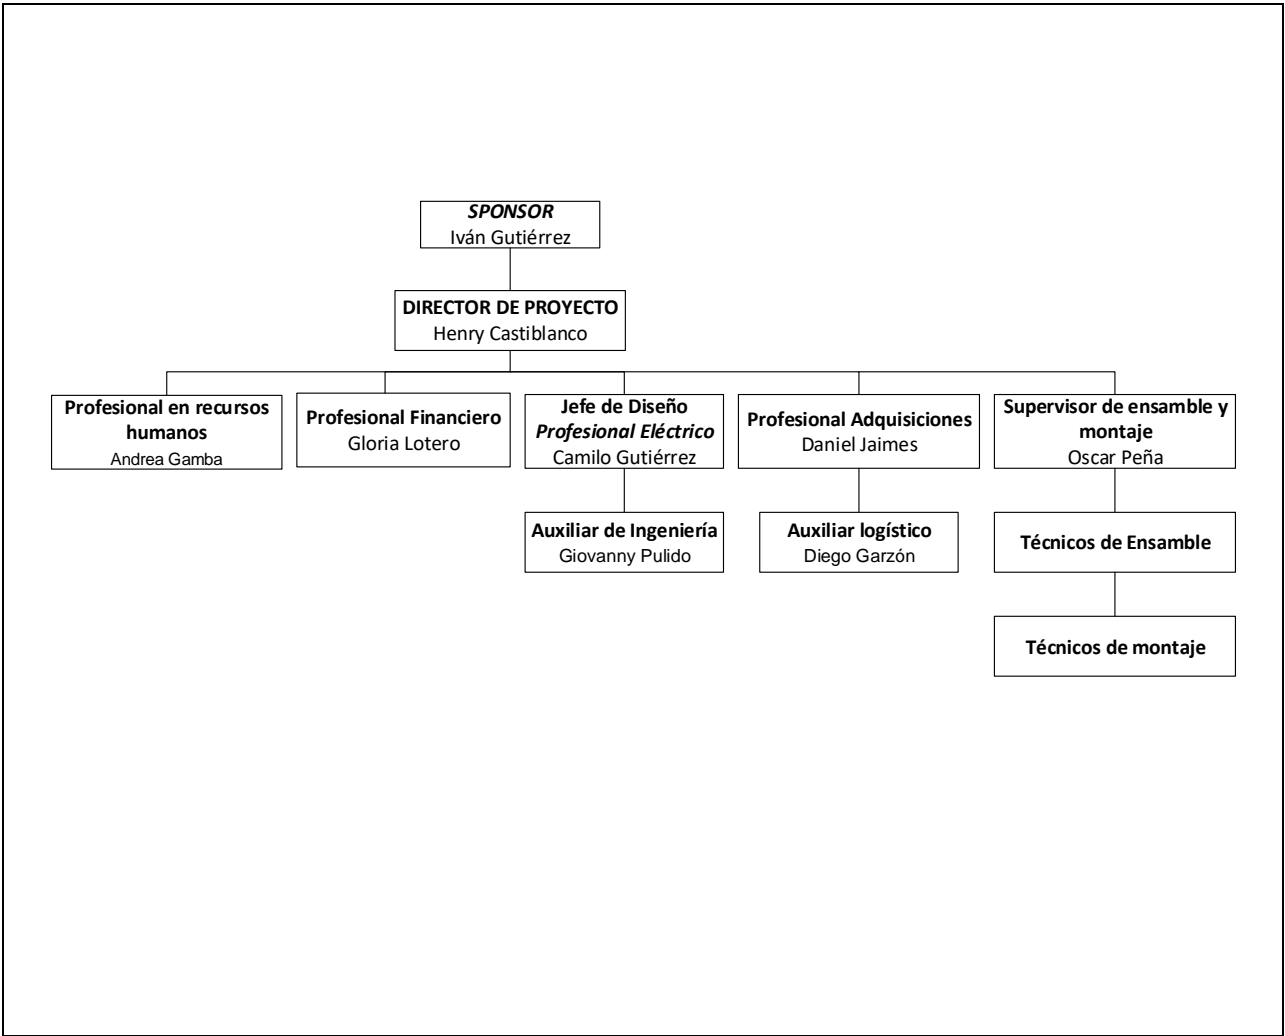 SPONSOR
Iván Gutiérrez
DIRECTOR DE PROYECTO
Henry Castiblanco
Profesional en recursos
humanos
Andrea Gamba
Profesional Financiero
Gloria Lotero
Jefe de Diseño
Profesional Eléctrico
Camilo Gutiérrez
Profesional Adquisiciones
Daniel Jaimes
Supervisor de ensamble y
montaje
Oscar Peña
Auxiliar de Ingeniería
Giovanny Pulido
Auxiliar logístico
Diego Garzón
Técnicos de Ensamble
Técnicos de montaje